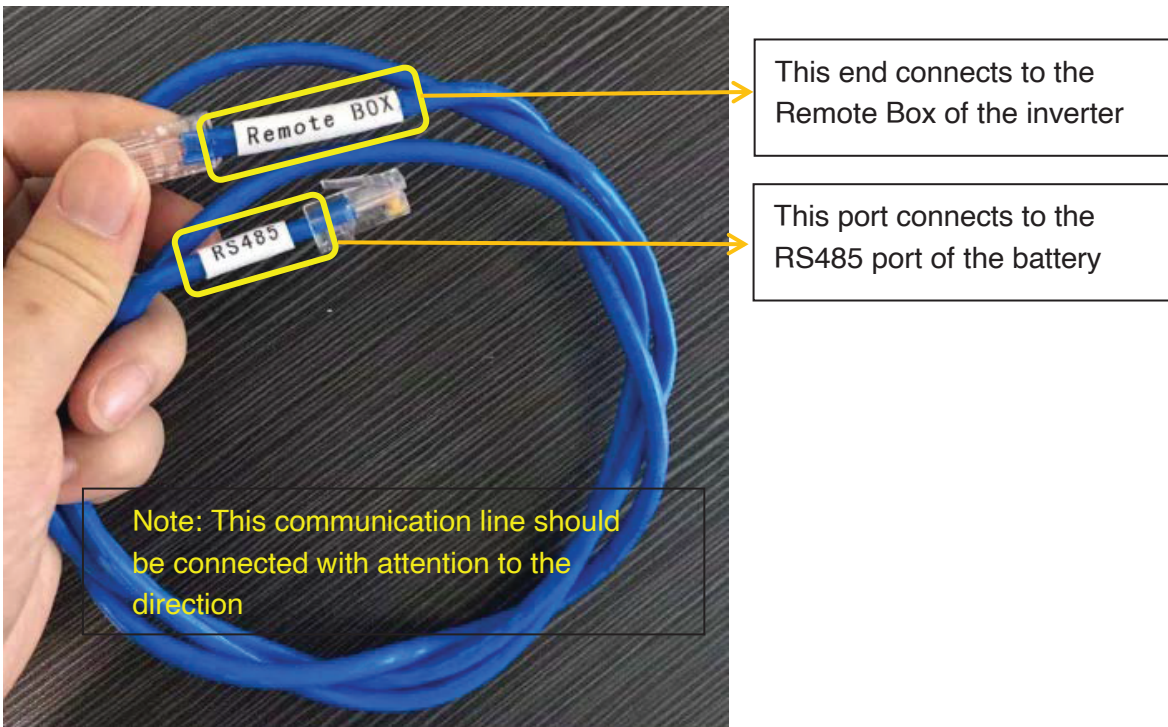 Remote BOX
This end connects to the
Remote Box of the inverter
RS485
This port connects to the
RS485 port of the battery
Note: This communication line should
be connected with attention to the
direction